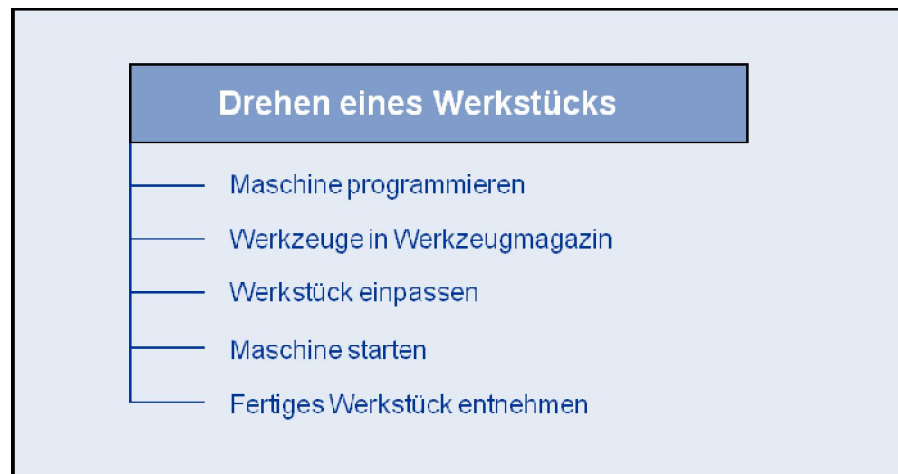 Drehen eines Werkstücks
Maschine programmieren
Werkzeuge in Werkzeugmagazin
Werkstück einpassen
Maschine starten
Fertiges Werkstück entnehmen